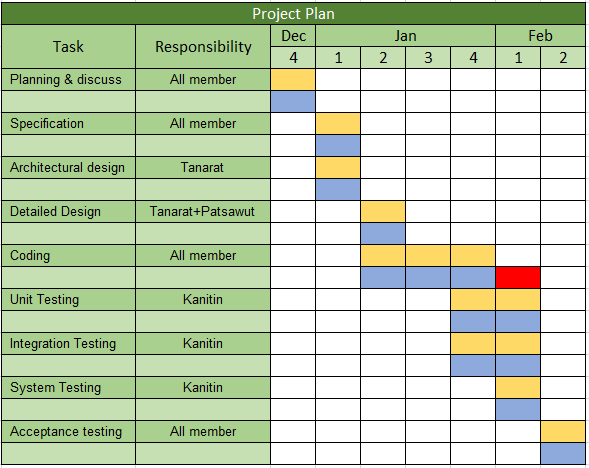 Project Plan
Task Responsibility Dec Jan Feb
4 1 2 3 4 1 2
Planning & discuss All member
Specification All member
Architectural design Tanarat
Detailed Design Tanarat+Patsawut
Coding All member
Unit Testing Kanitin
Integration Testing Kanitin
System Testing Kanitin
Acceptance testing All member